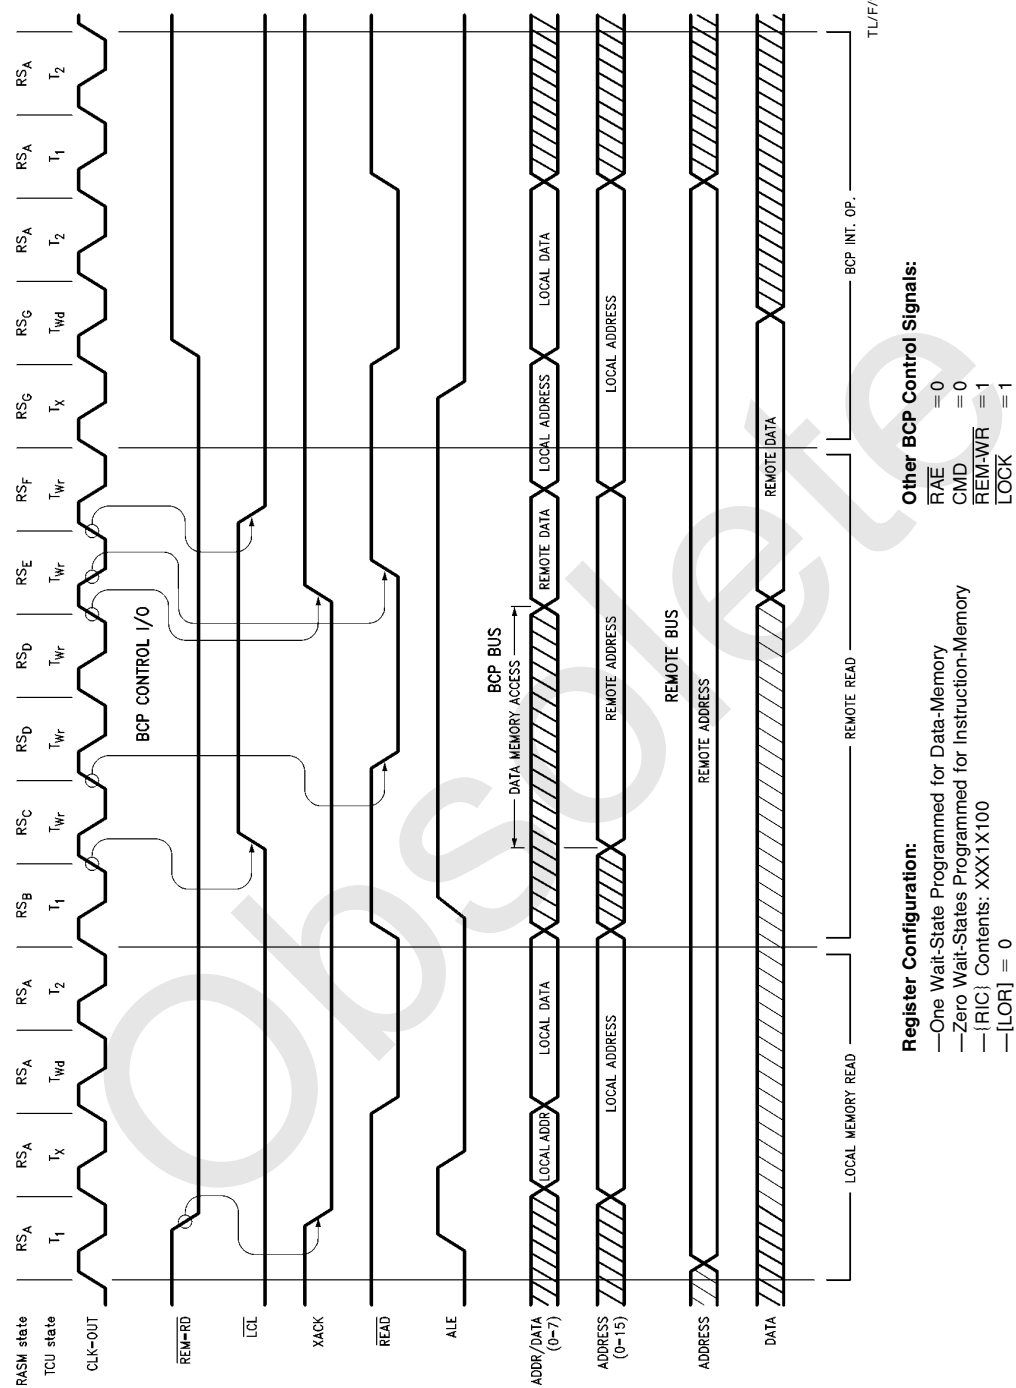 RASM state RSA RSA RSA RSA RSB RSC RSD RSD RSE RSF RSG RSG RSA RSA RSA
TCU state T1 TX TWd T2 T1 TWr TWr TWr TWr TWr TX TWd T2 T1 T2
CLK-OUT
BCP CONTROL I/O
REM-RD
LCL
XACK
READ
ALE
BCP BUS
DATA MEMORY ACCESS
ADDR/DATA
(0-7)
LOCAL ADDR LOCAL DATA REMOTE DATA LOCAL ADDRESS LOCAL DATA
ADDRESS
(0-15)
LOCAL ADDRESS REMOTE ADDRESS LOCAL ADDRESS
REMOTE BUS
ADDRESS
REMOTE ADDRESS
DATA
REMOTE DATA
LOCAL MEMORY READ REMOTE READ BCP INT. OP.
TL/F/
Register Configuration:
—One Wait-State Programmed for Data-Memory
—Zero Wait-States Programmed for Instruction-Memory
—{RIC} Contents: XXX1X100
—[LOR] = 0
Other BCP Control Signals:
RAE = 0
CMD = 0
REM-WR = 1
LOCK = 1
Obsolete